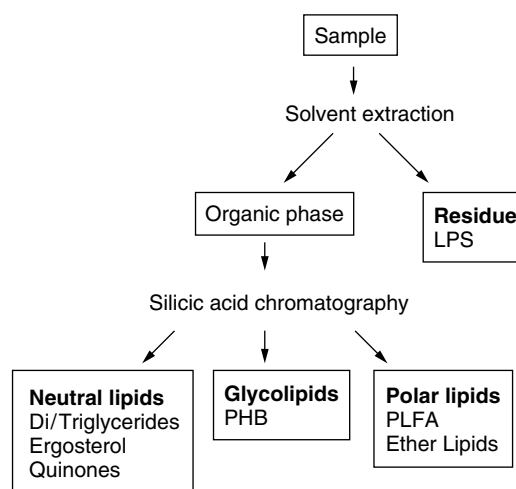 Sample
Solvent extraction
Organic phase
Residue
LPS
Silicic acid chromatography
Neutral lipids
Di/Triglycerides
Ergosterol
Quinones
Glycolipids
PHB
Polar lipids
PLFA
Ether Lipids